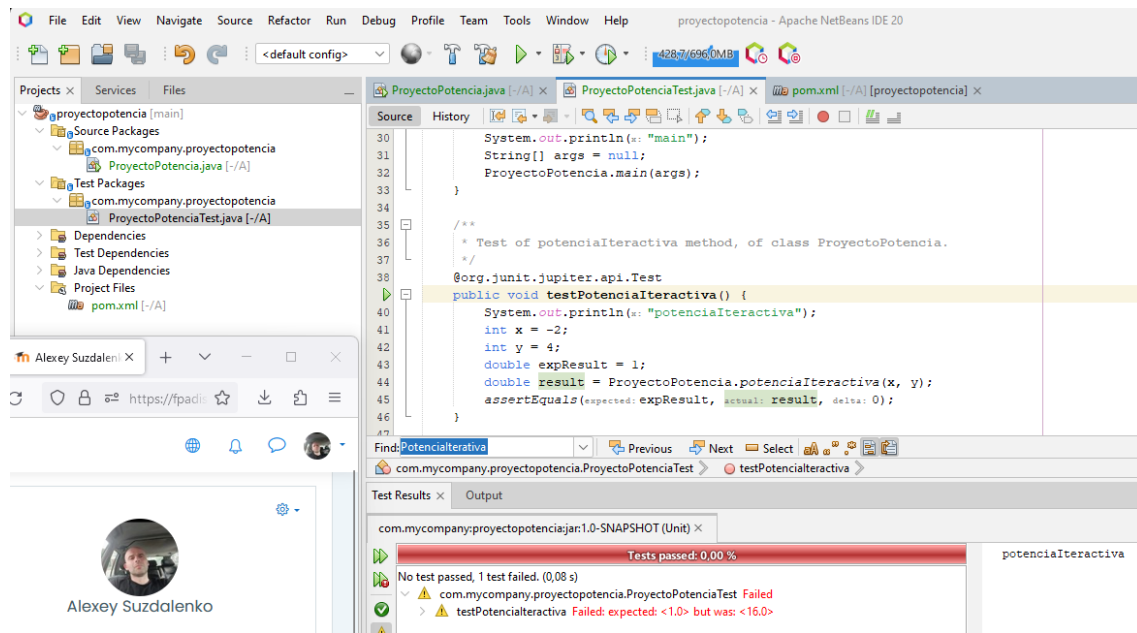 File Edit View Navigate Source Refactor Run Debug Profile Team Tools Window Help proyectopotencia - Apache NetBeans IDE 20
<default config> 428,7/696,0MB
Projects × Services Files
ProyectoPotencia.java [-/A] × ProyectoPotenciaTest.java [-/A] × pom.xml [-/A] [proyectopotencia] ×
Source History
proyectopotencia [main]
Source Packages
com.mycompany.proyectopotencia
ProyectoPotencia.java [-/A]
Test Packages
com.mycompany.proyectopotencia
ProyectoPotenciaTest.java [-/A]
Dependencies
Test Dependencies
Java Dependencies
Project Files
pom.xml [-/A]
30 System.out.println(x: "main");
31 String[] args = null;
32 ProyectoPotencia.main(args);
33 }
34
35 /**
36 * Test of potenciaIteractiva method, of class ProyectoPotencia.
37 */
38 @org.junit.jupiter.api.Test
public void testPotenciaIteractiva() {
40 System.out.println(x: "potenciaIteractiva");
41 int x = -2;
42 int y = 4;
43 double expResult = 1;
44 double result = ProyectoPotencia.potenciaIteractiva(x, y);
45 assertEquals(expected: expResult, actual: result, delta: 0);
46 }
47
Find: PotenciaIterativa Previous Next Select
com.mycompany.proyectopotencia.ProyectoPotenciaTest testPotenciaIteractiva
Test Results × Output
com.mycompany:proyectopotencia:jar:1.0-SNAPSHOT (Unit) ×
Tests passed: 0,00 %
No test passed, 1 test failed. (0,08 s)
com.mycompany.proyectopotencia.ProyectoPotenciaTest Failed
testPotenciaIteractiva Failed: expected: <1.0> but was: <16.0>
potenciaIteractiva
Alexey Suzdalen ×
https://fpadis
Alexey Suzdalenko